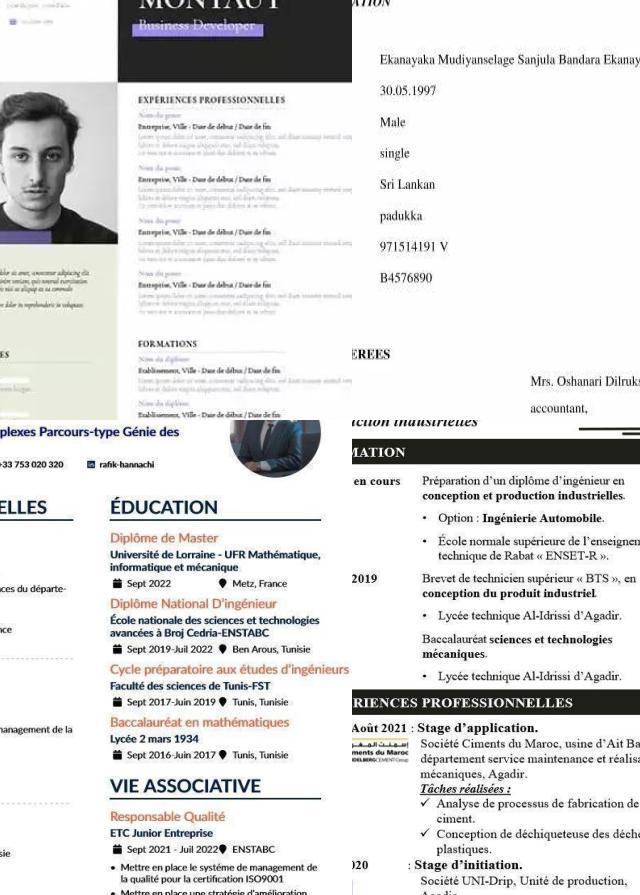 MONTAUT
Business Developer
EXPÉRIENCES PROFESSIONNELLES
Nom du poste
Entreprise, Ville - Date de début / Date de fin
Nom du poste
Entreprise, Ville - Date de début / Date de fin
Nom du poste
Entreprise, Ville - Date de début / Date de fin
Nom du poste
Entreprise, Ville - Date de début / Date de fin
FORMATIONS
Nom du diplôme
Etablissement, Ville - Date de début / Date de fin
Nom du diplôme
Etablissement, Ville - Date de début / Date de fin
ES
ATION
Ekanayaka Mudiyanselage Sanjula Bandara Ekanay
30.05.1997
Male
single
Sri Lankan
padukka
971514191 V
B4576890
EREES
Mrs. Oshanari Dilruks
accountant,
plexes Parcours-type Génie des
+33 753 020 320
rafik-hannachi
ELLES
ces du départe-
nce
management de la
sie
ÉDUCATION
Diplôme de Master
Université de Lorraine - UFR Mathématique,
informatique et mécanique
Sept 2022 Metz, France
Diplôme National D'ingénieur
École nationale des sciences et technologies
avancées à Broj Cedria-ENSTABC
Sept 2019-Juil 2022 Ben Arous, Tunisie
Cycle préparatoire aux études d'ingénieurs
Faculté des sciences de Tunis-FST
Sept 2017-Juin 2019 Tunis, Tunisie
Baccalauréat en mathématiques
Lycée 2 mars 1934
Sept 2016-Juin 2017 Tunis, Tunisie
VIE ASSOCIATIVE
Responsable Qualité
ETC Junior Entreprise
Sept 2021 - Juil 2022 ENSTABC
• Mettre en place le système de management de
la qualité pour la certification ISO9001
• Mettre en place une stratégie d'amélioration
ction industrielles
MATION
en cours
Préparation d'un diplôme d'ingénieur en
conception et production industrielles.
• Option : Ingénierie Automobile.
• École normale supérieure de l'enseignem
technique de Rabat « ENSET-R ».
2019
Brevet de technicien supérieur « BTS », en
conception du produit industriel.
• Lycée technique Al-Idrissi d'Agadir.
Baccalauréat sciences et technologies
mécaniques.
• Lycée technique Al-Idrissi d'Agadir.
RIENCES PROFESSIONNELLES
Août 2021 : Stage d'application.
ments du Maroc
IDELBERGCEMENT Group
Société Ciments du Maroc, usine d'Ait Ba
département service maintenance et réalisa
mécaniques, Agadir.
Tâches réalisées :
✓ Analyse de processus de fabrication de
ciment.
✓ Conception de déchiqueteuse des déche
plastiques.
020 : Stage d'initiation.
Société UNI-Drip, Unité de production,
Agadir.